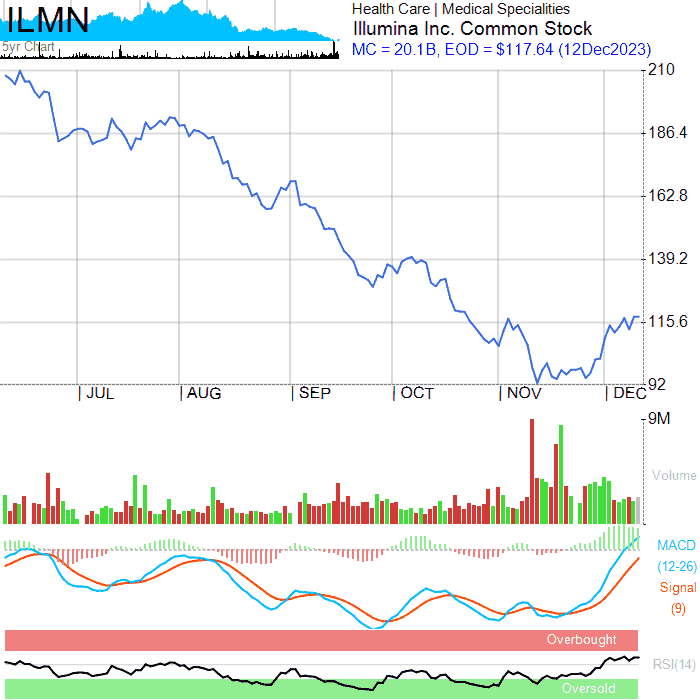 ILMN
5yr Chart
Health Care | Medical Specialities
Illumina Inc. Common Stock
MC = 20.1B, EOD = $117.64 (12Dec2023)
210
186.4
162.8
139.2
115.6
92
JUL AUG SEP OCT NOV DEC
9M
Volume
MACD
(12-26)
Signal
(9)
Overbought
RSI(14)
Oversold